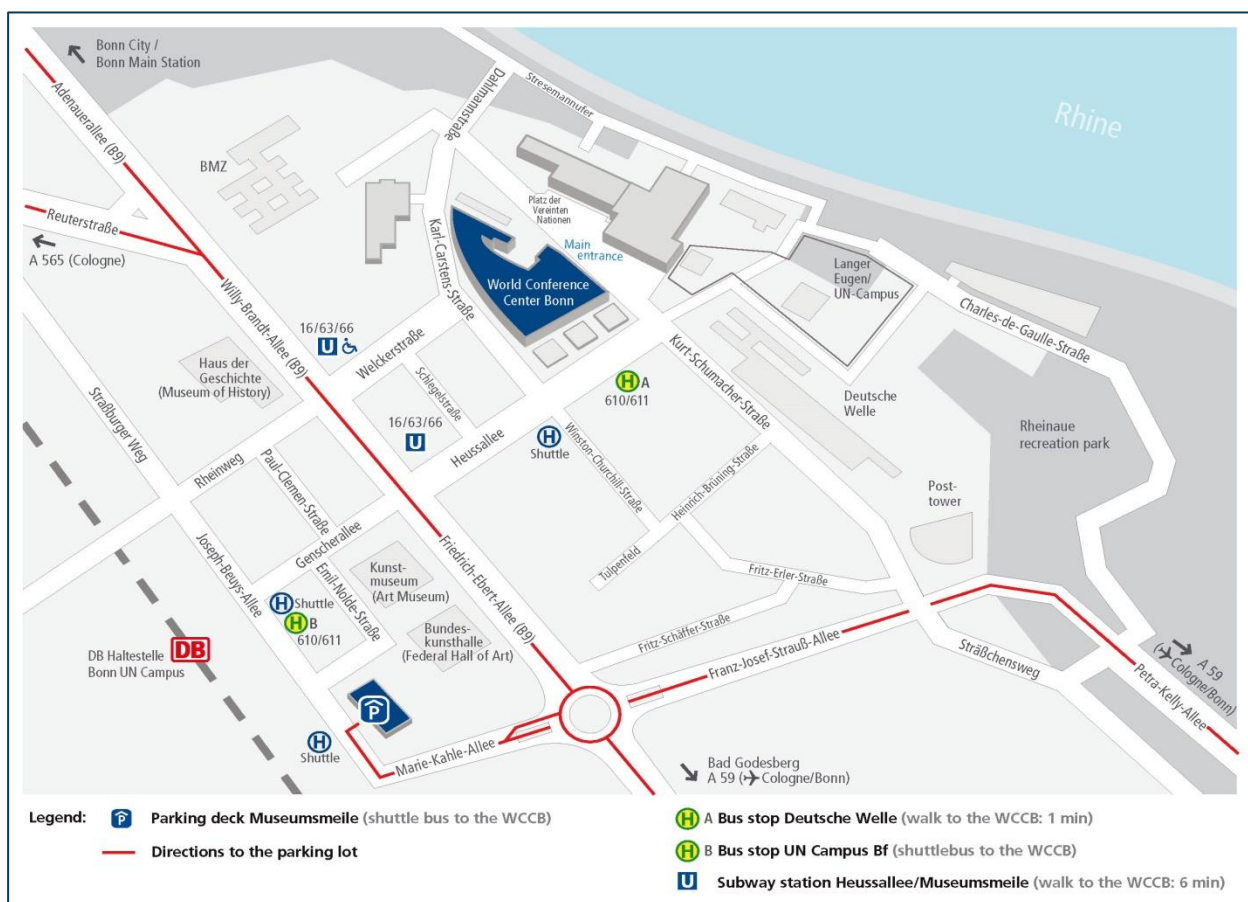 Bonn City /
Bonn Main Station
Adenauerallee (B9)
Dahlmannstraße
Stresemannufer
Rhine
BMZ
Reuterstraße
A 565 (Cologne)
Platz der
Vereinten
Nationen
Main
entrance
Karl-Carstens-Straße
World Conference
Center Bonn
Langer
Eugen/
UN-Campus
Charles-de-Gaulle-Straße
Willy-Brandt-Allee (B9)
16/63/66
U
Welckerstraße
Haus der
Geschichte
(Museum of History)
Schlegelstraße
Kurt-Schumacher-Straße
H A
610/611
Deutsche
Welle
Rheinaue
recreation park
Straßburger Weg
16/63/66
U
Heussallee
H
Shuttle
Winston-Churchill-Straße
Heinrich-Brüning-Straße
Rheinweg
Paul-Clemen-Straße
Post-
tower
Genscherallee
Joseph-Beuys-Allee
Emil-Nolde-Straße
Kunst-
museum
(Art Museum)
Friedrich-Ebert-Allee (B9)
Tulpenfeld
Fritz-Erler-Straße
H Shuttle
H B
610/611
Bundes-
kunsthalle
(Federal Hall of Art)
Fritz-Schäffer-Straße
Franz-Josef-Strauß-Allee
Sträßchensweg
DB Haltestelle
Bonn UN Campus
DB
A 59
(Cologne/Bonn)
Petra-Kelly-Allee
P
H
Shuttle
Marie-Kahle-Allee
Bad Godesberg
A 59 (Cologne/Bonn)
Legend:
P Parking deck Museumsmeile (shuttle bus to the WCCB)
Directions to the parking lot
H A Bus stop Deutsche Welle (walk to the WCCB: 1 min)
H B Bus stop UN Campus Bf (shuttlebus to the WCCB)
U Subway station Heussallee/Museumsmeile (walk to the WCCB: 6 min)